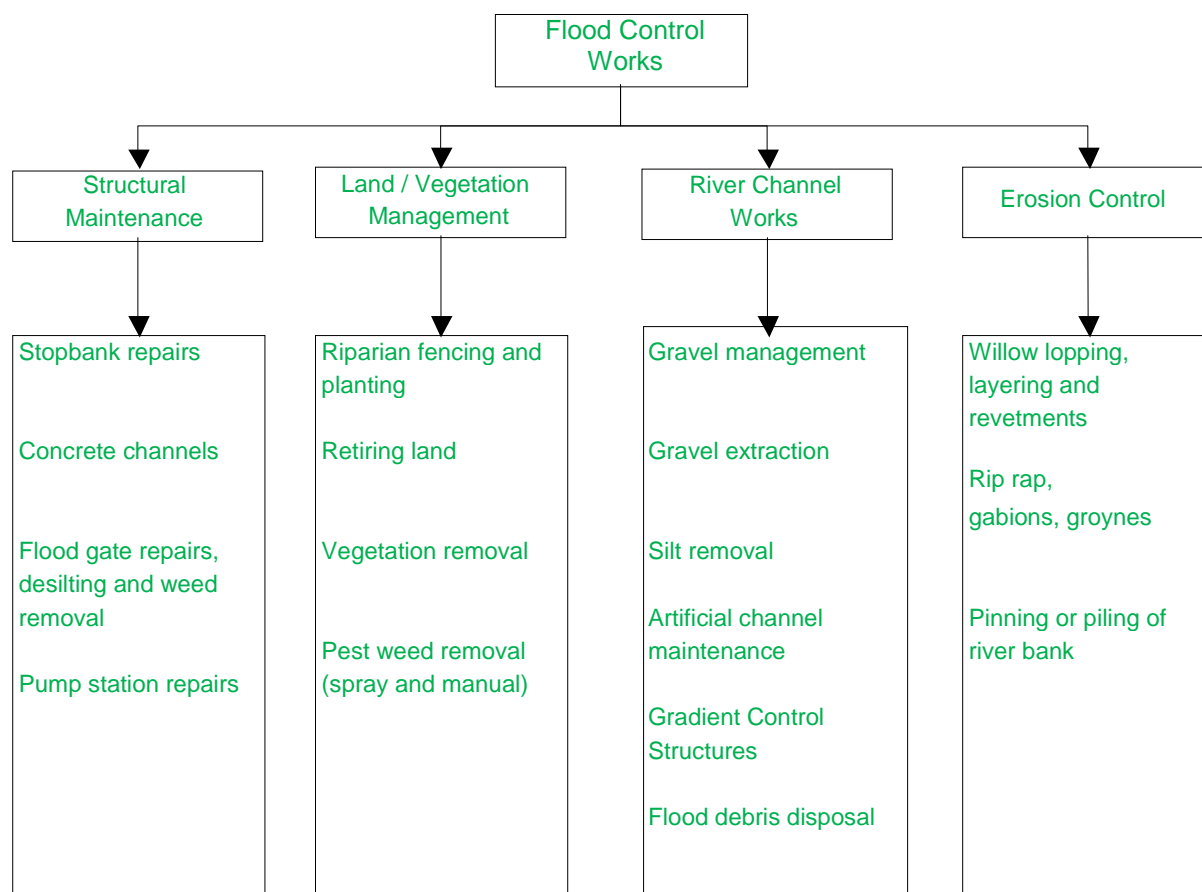 Flood Control
Works
Structural
Maintenance
Land / Vegetation
Management
River Channel
Works
Erosion Control
Stopbank repairs
Concrete channels
Flood gate repairs,
desilting and weed
removal
Pump station repairs
Riparian fencing and
planting
Retiring land
Vegetation removal
Pest weed removal
(spray and manual)
Gravel management
Gravel extraction
Silt removal
Artificial channel
maintenance
Gradient Control
Structures
Flood debris disposal
Willow lopping,
layering and
revetments
Rip rap,
gabions, groynes
Pinning or piling of
river bank